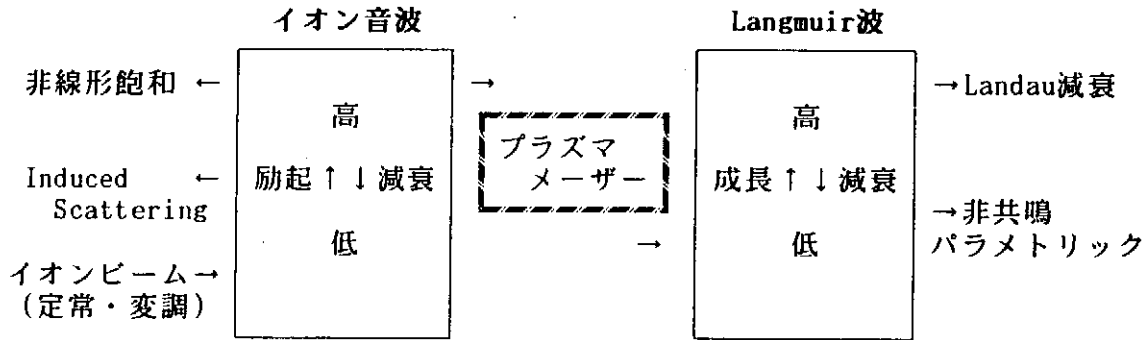 イオン音波
Langmuir波
非線形飽和 ←
→
→Landau減衰
高
高
プラズマ
メーザー
Induced ←
Scattering
励起↑↓減衰
成長↑↓減衰
→非共鳴
パラメトリック
低
→
低
イオンビーム→
(定常・変調)